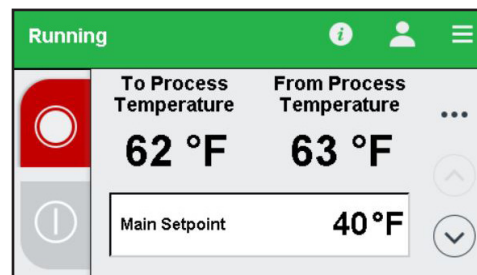 Running
To Process
Temperature
From Process
Temperature
62 °F
63 °F
Main Setpoint
40°F